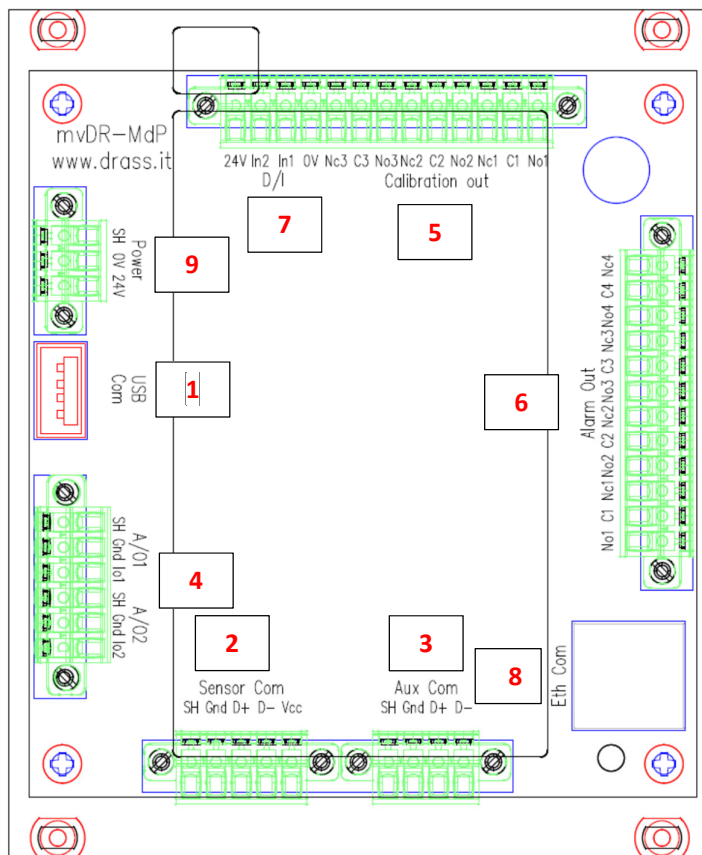 mvDR-MdP
www.drass.it
24V In2 In1 0V Nc3 C3 No3 Nc2 C2 No2 Nc1 C1 No1
D/I
Calibration out
7
5
Power
SH 0V 24V
9
USB
Com
1
6
Alarm Out
No1 C1 Nc1 No2 C2 Nc2 No3 C3 Nc3 No4 C4 Nc4
A/O1
SH Gnd Io1
A/O2
SH Gnd Io2
4
2
3
8
Eth Com
Sensor Com
SH Gnd D+ D- Vcc
Aux Com
SH Gnd D+ D-